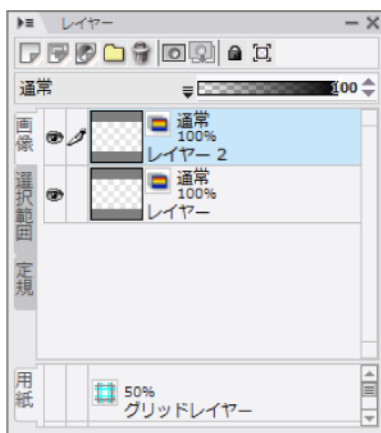 レイヤー
通常
100
画像
通常
100%
レイヤー 2
選択範囲
通常
100%
レイヤー
定規
用紙
50%
グリッドレイヤー